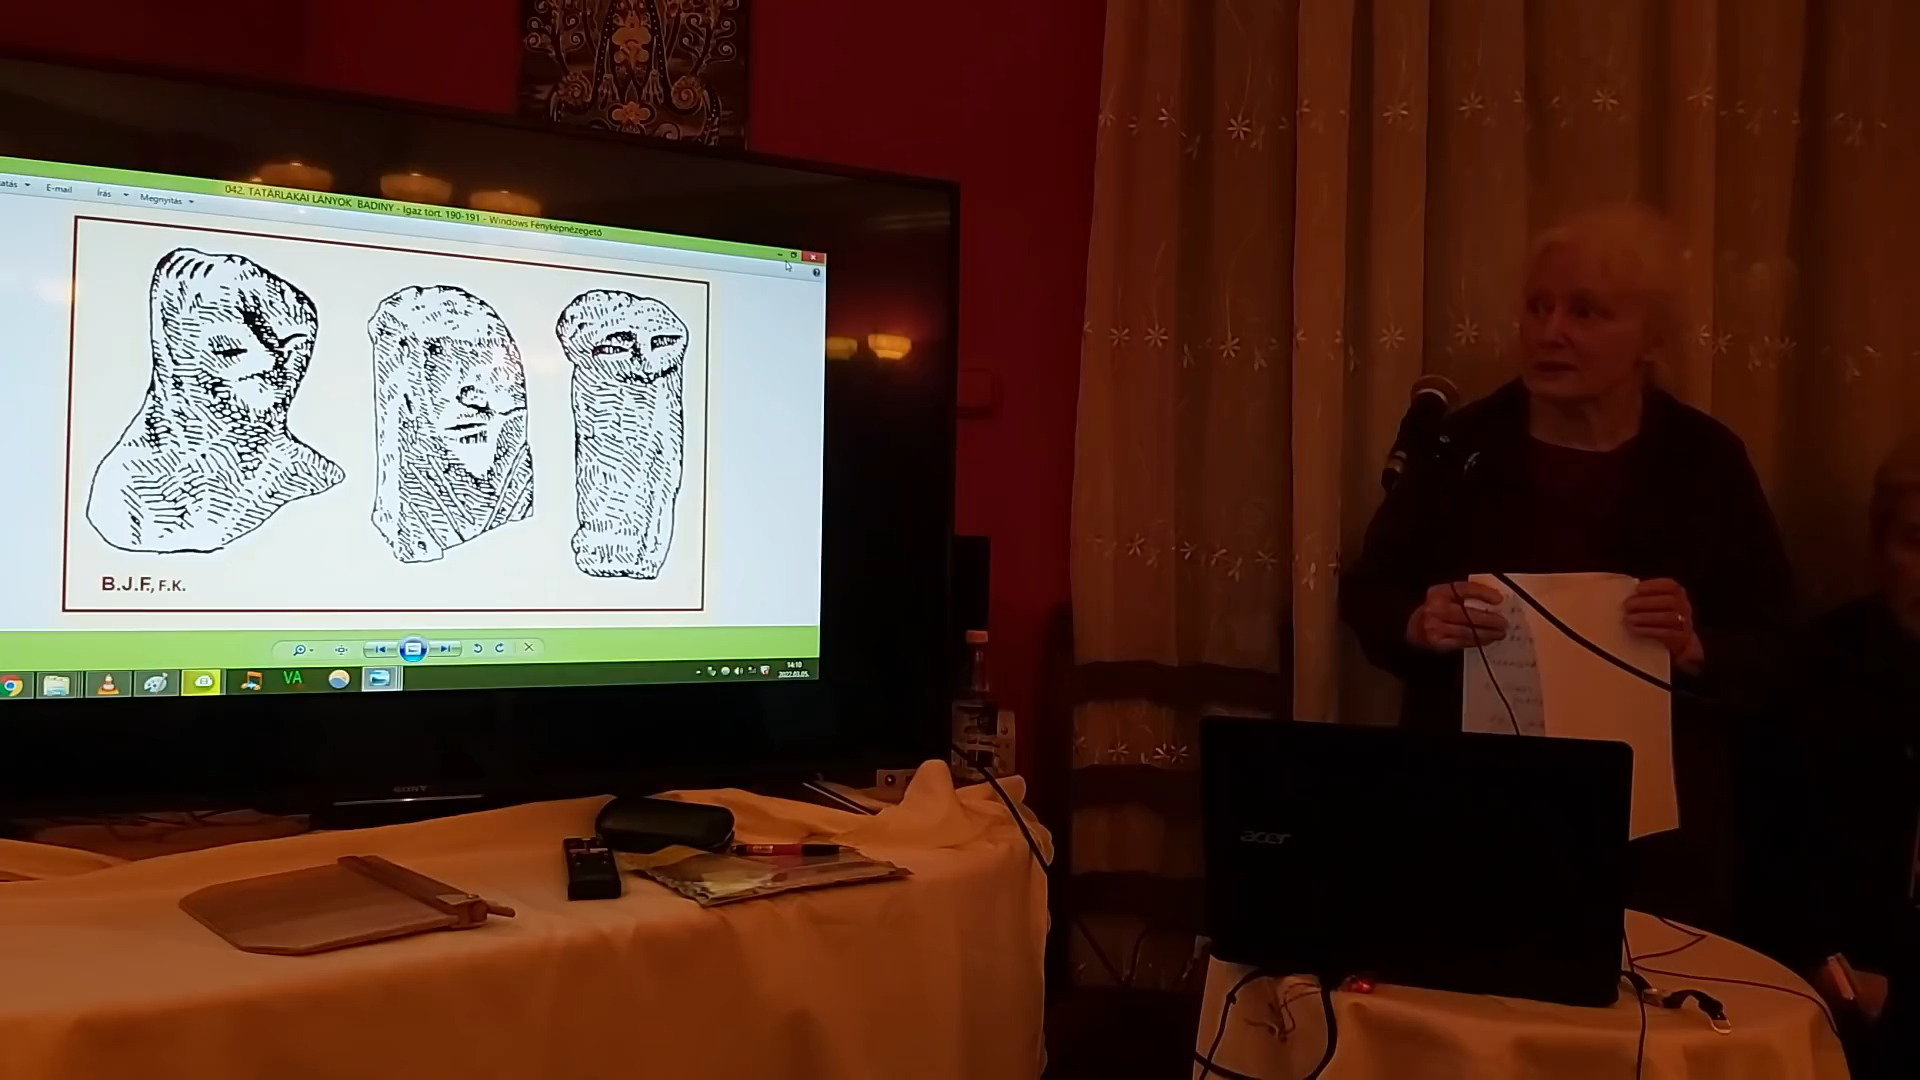 042. TATÁRLAKAI LÁNYOK BADINY - Igaz tört. 190-191 - Windows Fényképnézegető
E-mail
Írás
Megnyitás
B.J.F., F.K.
VA
14:10
2022.03.05.
SONY
acer